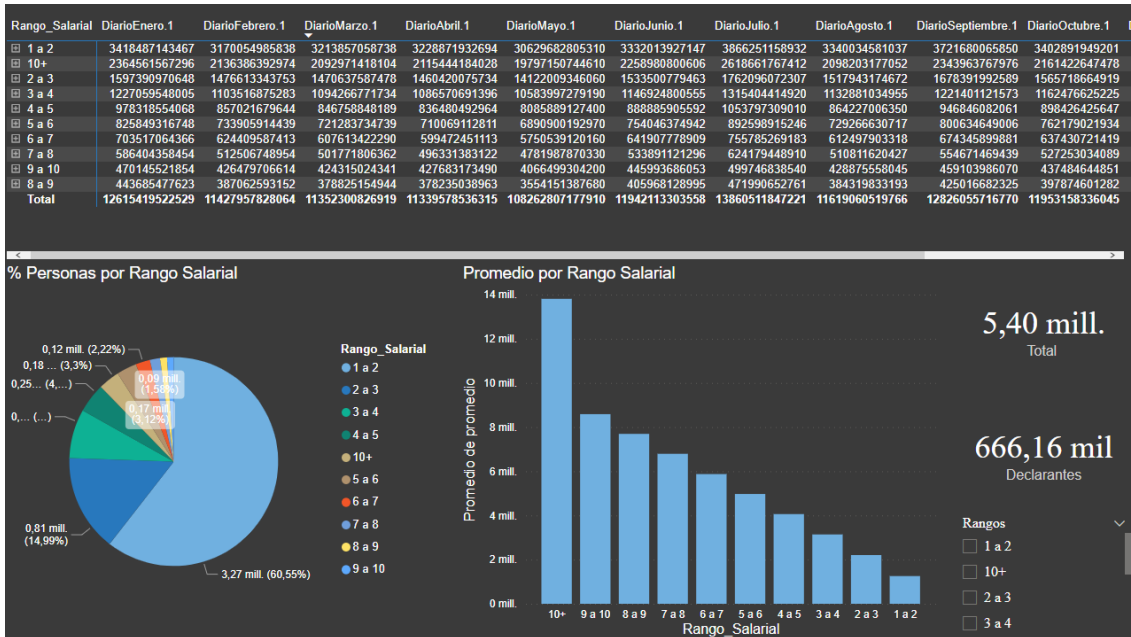 Rango_Salarial DiarioEnero.1 DiarioFebrero.1 DiarioMarzo.1 DiarioAbril.1 DiarioMayo.1 DiarioJunio.1 DiarioJulio.1 DiarioAgosto.1 DiarioSeptiembre.1 DiarioOctubre.1
1 a 2 3418487143467 3170054985838 3213857058738 3228871932694 30629682805310 3332013927147 3866251158932 3340034581037 3721680065850 3402891949201
10+ 2364561567296 2136386392974 2092971418104 2115444184028 19797150744610 2258980800606 2618661767412 2098203177052 2343963767976 2161422647478
2 a 3 1597390970648 1476613343753 1470637587478 1460420075734 14122009346060 1533500779463 1762096072307 1517943174672 1678391992589 1565718664919
3 a 4 1227059548005 1103516875283 1094266771734 1086570691396 10583997279190 1146924800555 1315404414920 1132881034955 1221401121573 1162476625225
4 a 5 978318554068 857021679644 846758848189 836480492964 8085889127400 888885905592 1053797309010 864227006350 946846082061 898426425647
5 a 6 825849316748 733905914439 721283734739 710069112811 6890900192970 754046374942 892598915246 729266630717 800634649006 762179021934
6 a 7 703517064366 624409587413 607613422290 599472451113 5750539120160 641907778909 755785269183 612497903318 674345899881 637430721419
7 a 8 586404358454 512506748954 501771806362 496331383122 4781987870330 533891121296 624179448910 510811620427 554671469439 527253034089
9 a 10 470145521854 426479706614 424315024341 427683173490 4066499304200 445993686053 499746838540 428875558045 459103986070 437484644851
8 a 9 443685477623 387062593152 378825154944 378235038963 3554151387680 405968128995 471990652761 384319833193 425016682325 397874601282
Total 12615419522529 11427957828064 11352300826919 11339578536315 108262807177910 11942113303558 13860511847221 11619060519766 12826055716770 11953158336045
% Personas por Rango Salarial
0,12 mill. (2,22%)
0,18 ... (3,3%)
0,25... (4,...)
0,... (...)
0,09 mill.
(1,58%)
0,17 mill.
(3,12%)
0,81 mill.
(14,99%)
3,27 mill. (60,55%)
Rango_Salarial
1 a 2
2 a 3
3 a 4
4 a 5
10+
5 a 6
6 a 7
7 a 8
8 a 9
9 a 10
Promedio por Rango Salarial
Promedio de promedio
14 mill.
12 mill.
10 mill.
8 mill.
6 mill.
4 mill.
2 mill.
0 mill.
10+ 9 a 10 8 a 9 7 a 8 6 a 7 5 a 6 4 a 5 3 a 4 2 a 3 1 a 2
Rango_Salarial
5,40 mill.
Total
666,16 mil
Declarantes
Rangos
1 a 2
10+
2 a 3
3 a 4